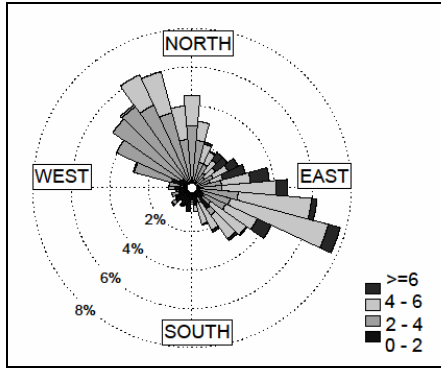 NORTH
WEST
EAST
2%
4%
6%
8%
SOUTH
>=6
4 - 6
2 - 4
0 - 2